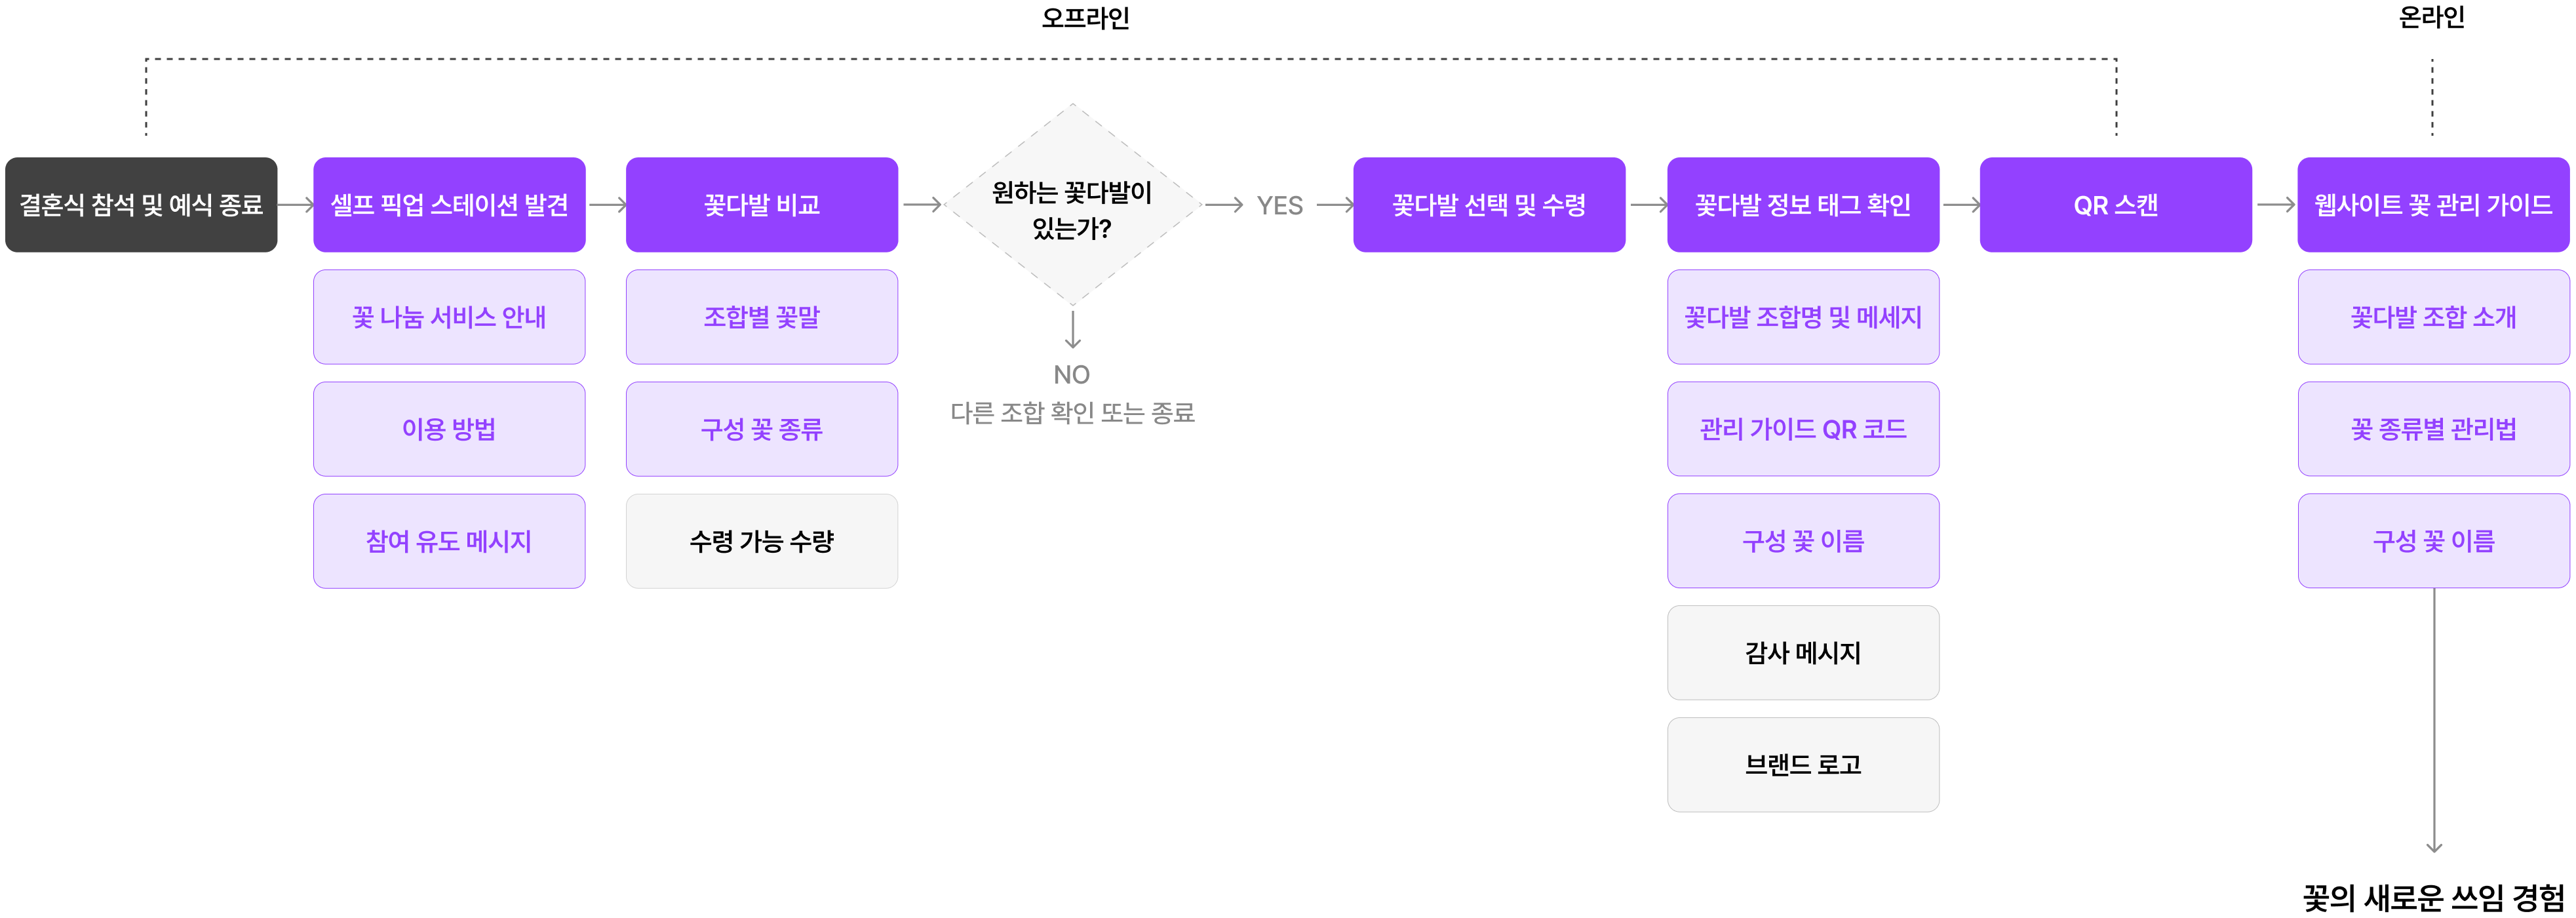 오프라인
온라인
결혼식 참석 및 예식 종료
셀프 픽업 스테이션 발견
꽃다발 비교
원하는 꽃다발이
있는가?
YES
꽃다발 선택 및 수령
꽃다발 정보 태그 확인
QR 스캔
웹사이트 꽃 관리 가이드
꽃 나눔 서비스 안내
이용 방법
참여 유도 메시지
조합별 꽃말
구성 꽃 종류
수령 가능 수량
NO
다른 조합 확인 또는 종료
꽃다발 조합명 및 메세지
관리 가이드 QR 코드
구성 꽃 이름
감사 메시지
브랜드 로고
꽃다발 조합 소개
꽃 종류별 관리법
구성 꽃 이름
꽃의 새로운 쓰임 경험